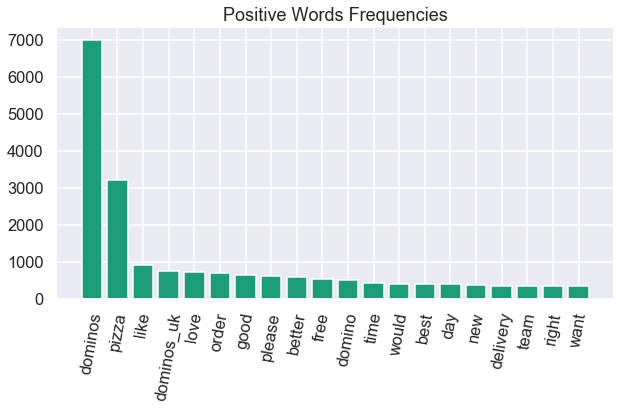 Positive Words Frequencies
7000
6000
5000
4000
3000
2000
1000
0
dominos
pizza
like
dominos_uk
love
order
good
please
better
free
domino
time
would
best
day
new
delivery
team
right
want